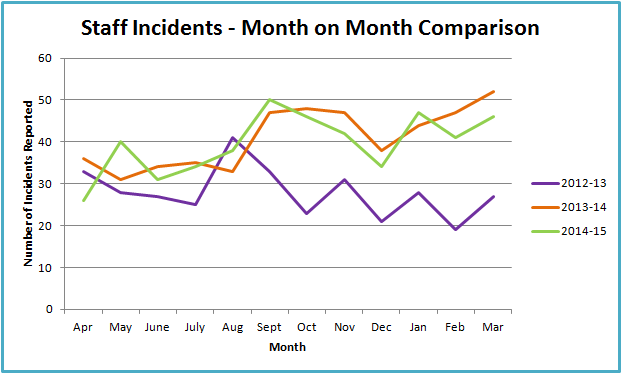 Staff Incidents - Month on Month Comparison
60
50
40
30
20
10
0
Number of Incidents Reported
Apr May June July Aug Sept Oct Nov Dec Jan Feb Mar
Month
2012-13
2013-14
2014-15